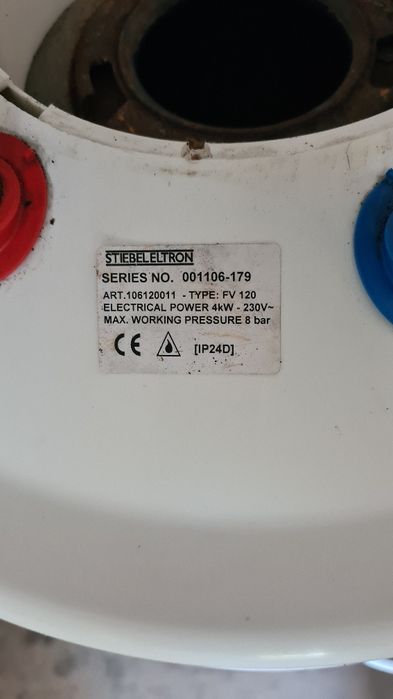 STIEBELELTRON
SERIES NO. 001106-179
ART.106120011 - TYPE: FV 120
ELECTRICAL POWER 4kW - 230V~
MAX. WORKING PRESSURE 8 bar
CE [IP24D]